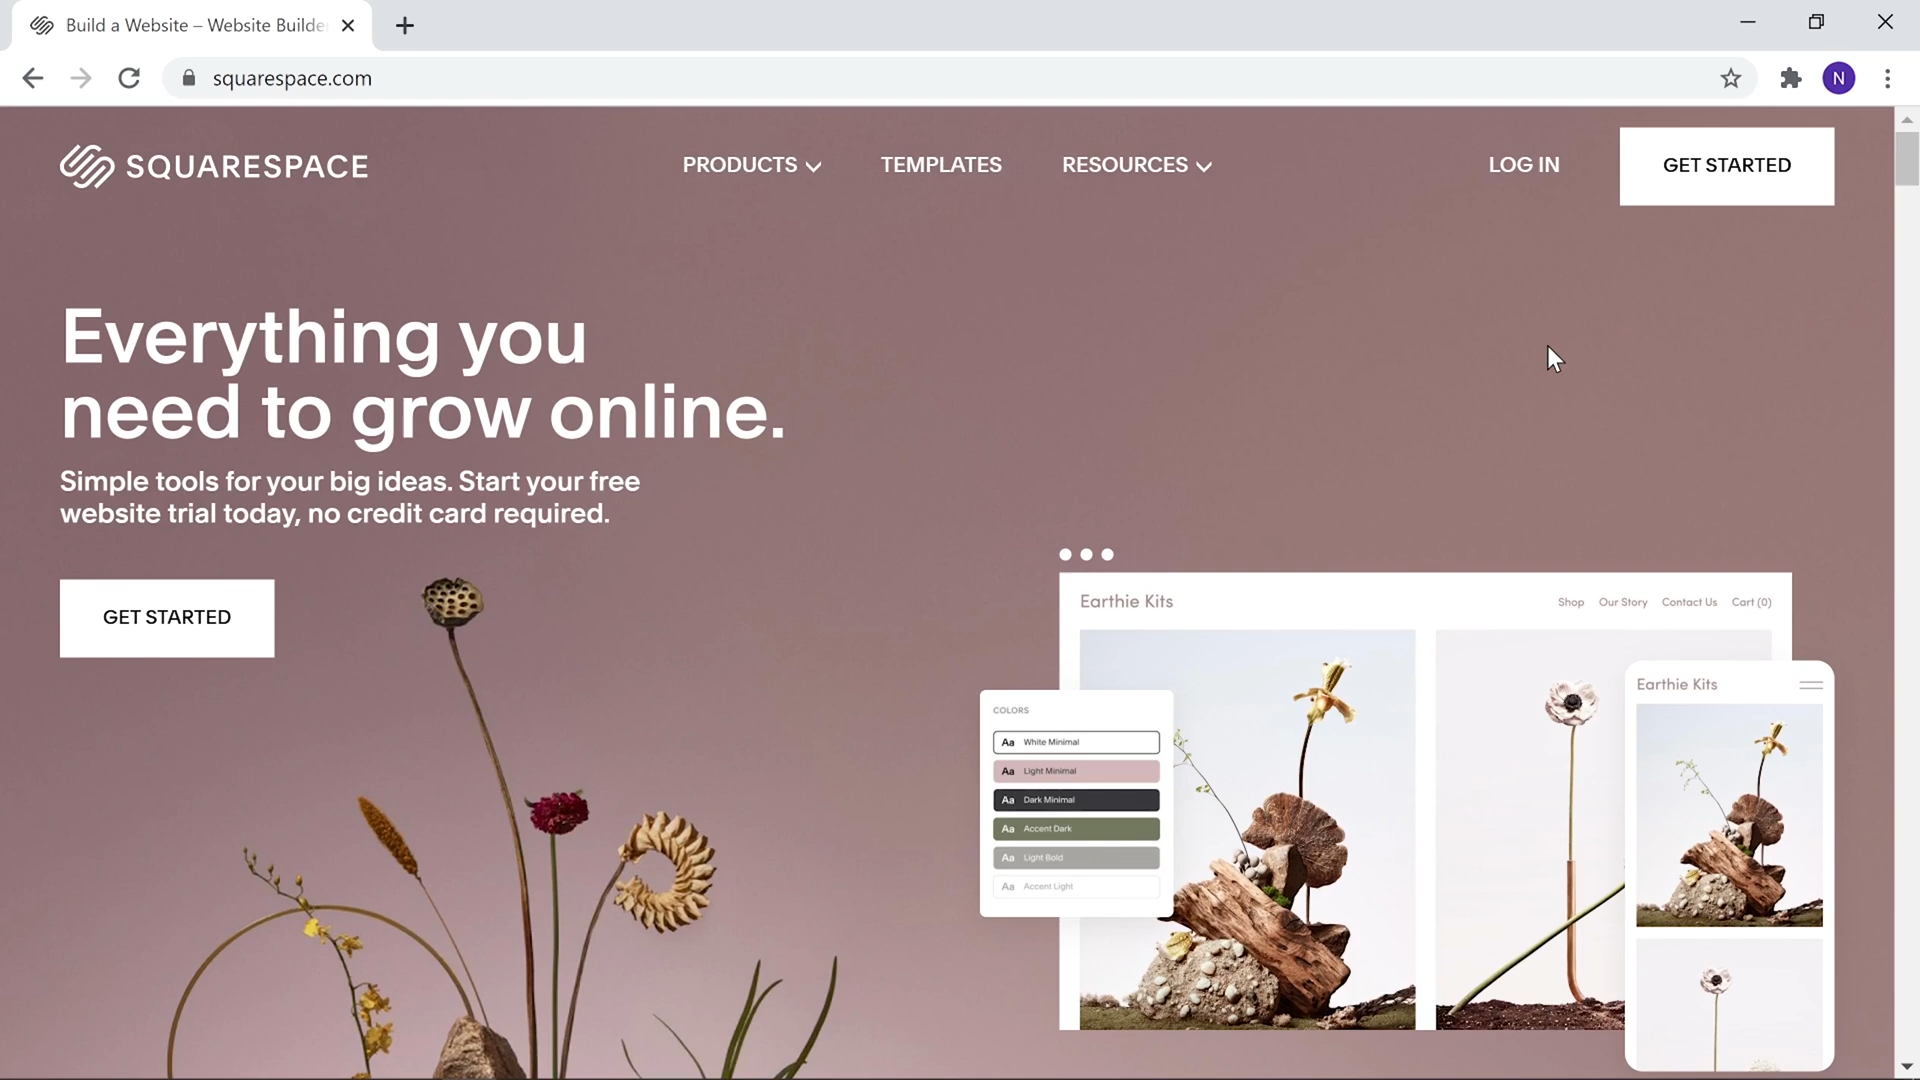 Build a Website – Website Builde
squarespace.com
N
SQUARESPACE
PRODUCTS
TEMPLATES
RESOURCES
LOG IN
GET STARTED
Everything you
need to grow online.
Simple tools for your big ideas. Start your free
website trial today, no credit card required.
GET STARTED
Earthie Kits
Shop
Our Story
Contact Us
Cart (0)
Earthie Kits
COLORS
Aa White Minimal
Aa Light Minimal
Aa Dark Minimal
Aa Accent Dark
Aa Light Bold
Aa Accent Light